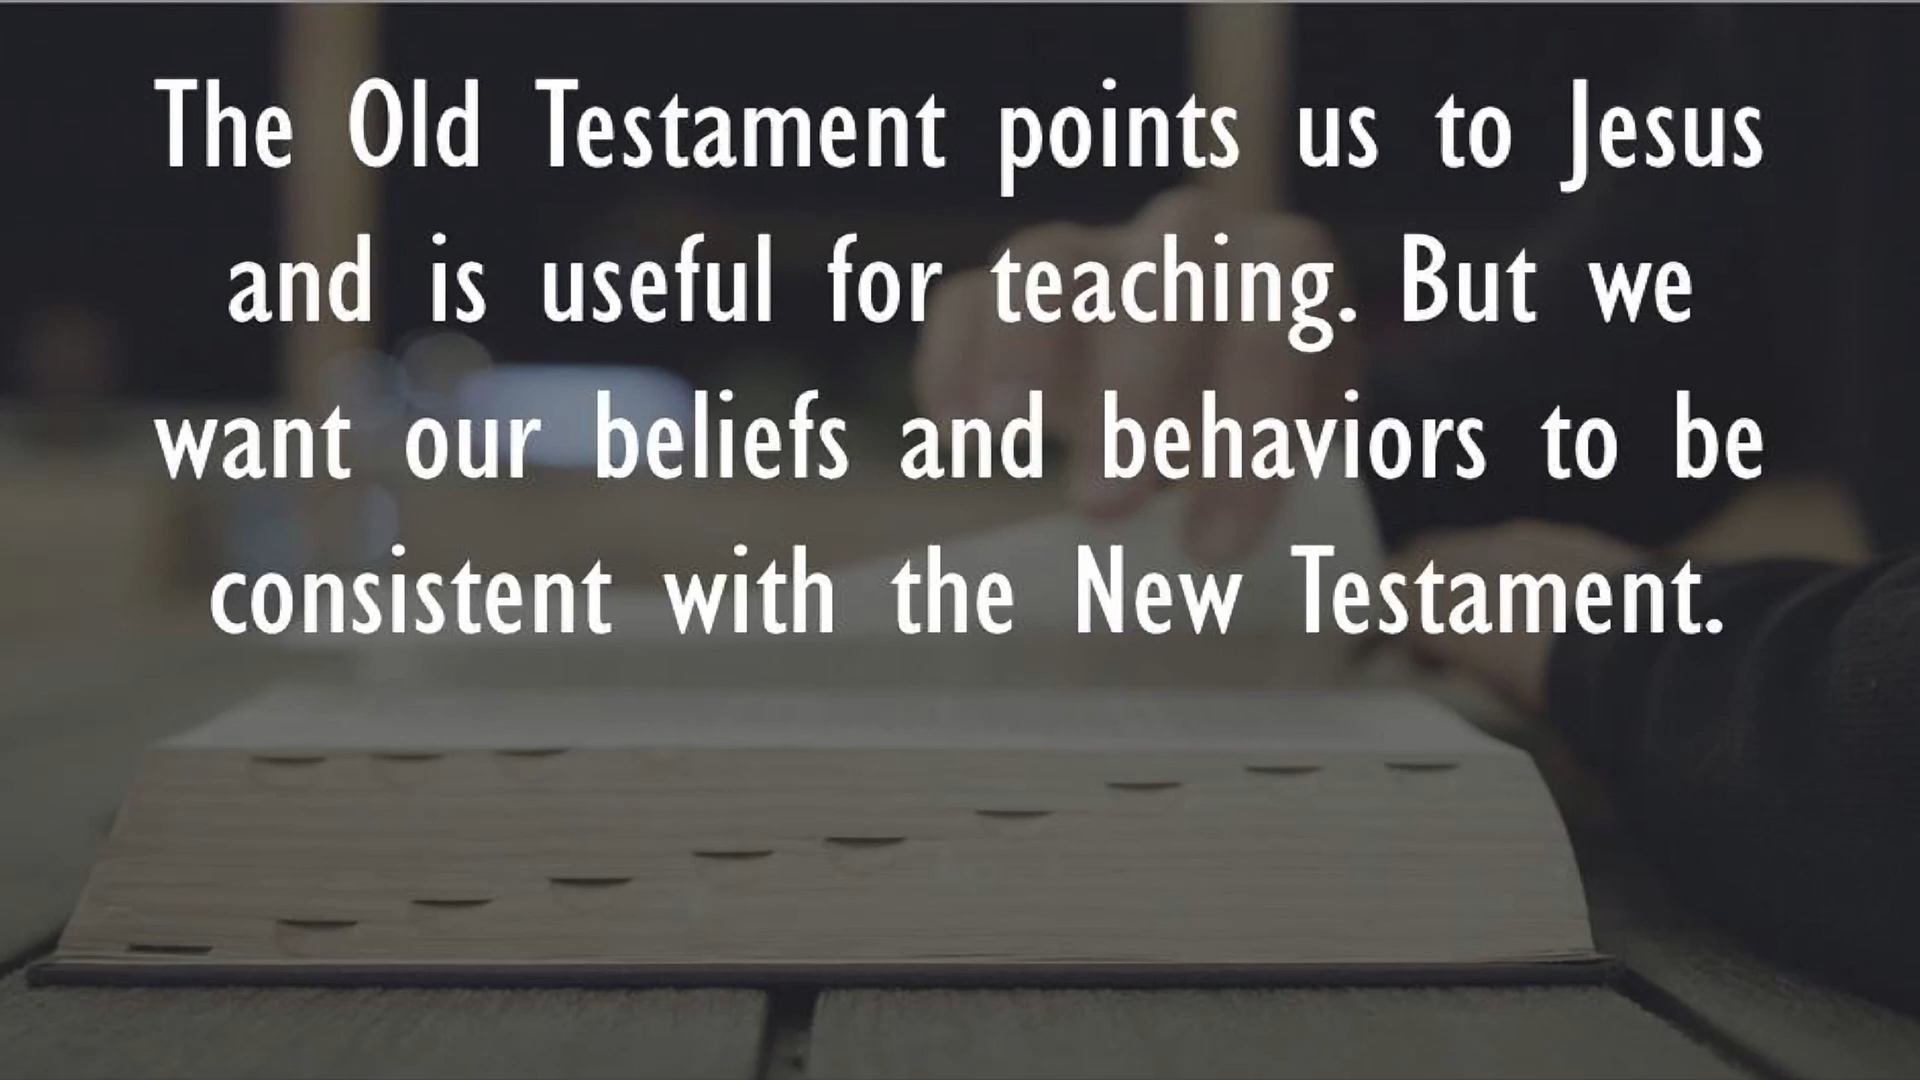 The Old Testament points us to Jesus
and is useful for teaching. But we
want our beliefs and behaviors to be
consistent with the New Testament.